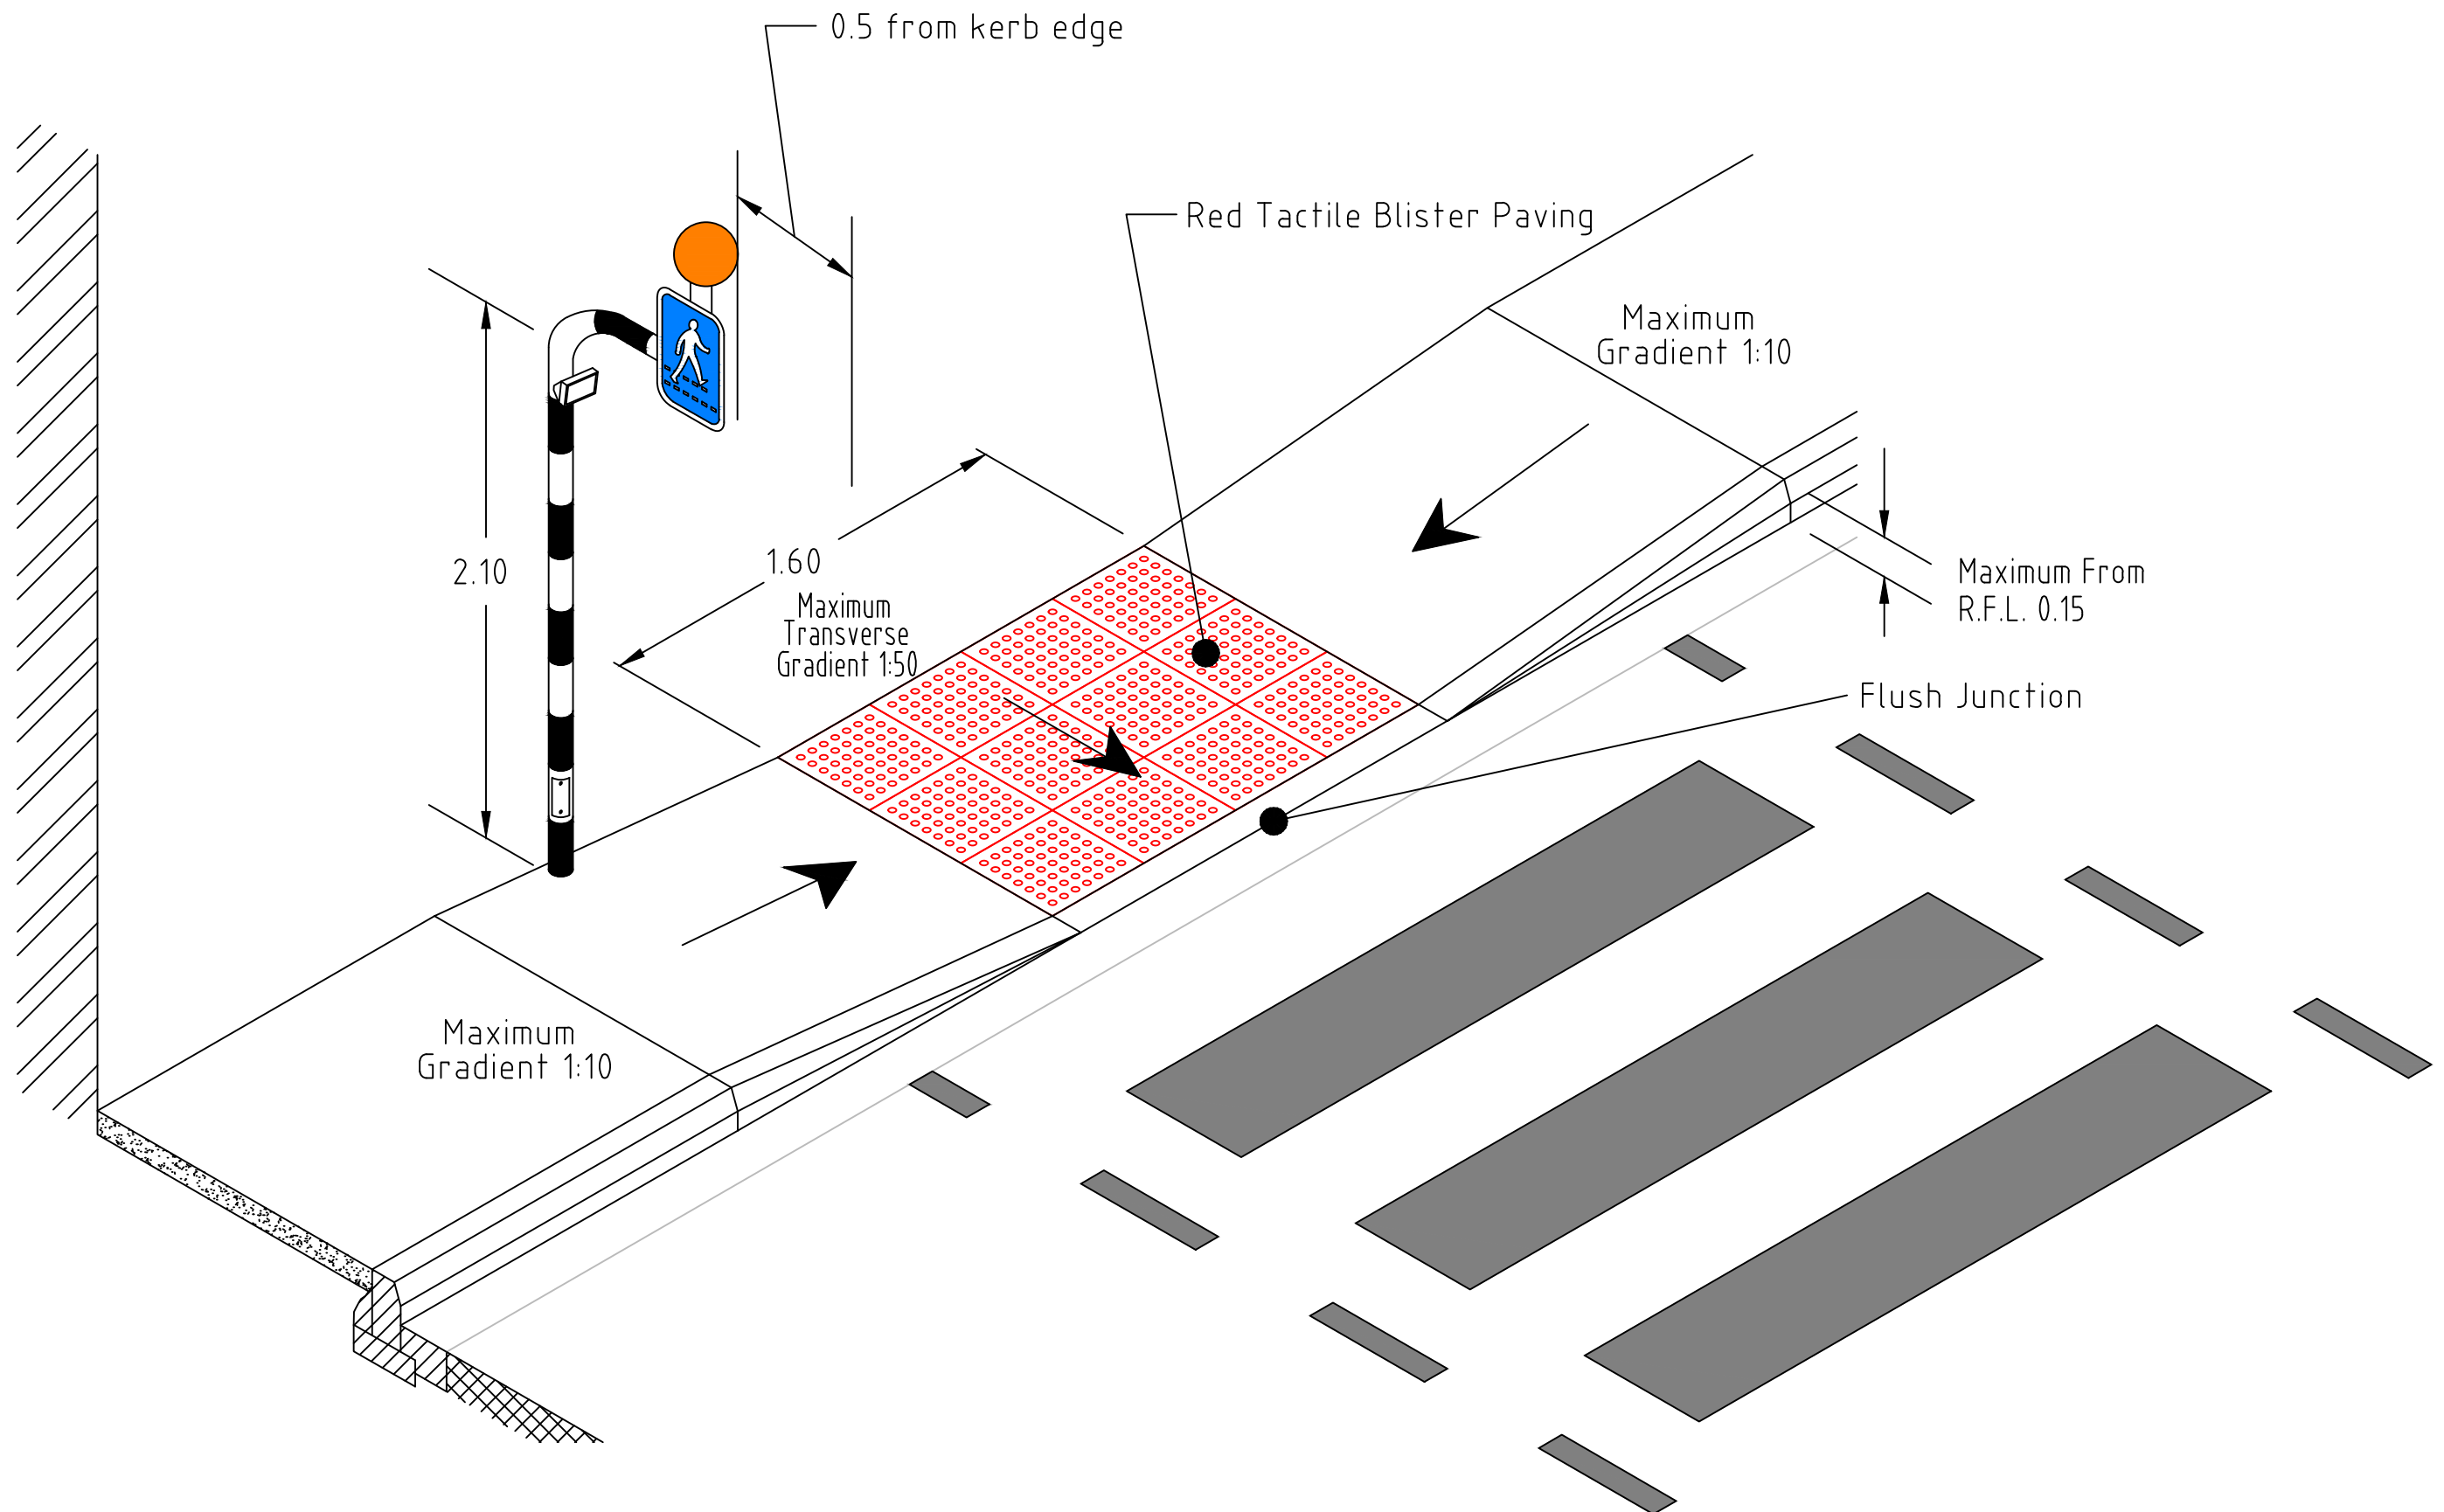 0.5 from kerb edge
Red Tactile Blister Paving
Maximum
Gradient 1:10
2.10
1.60
Maximum
Transverse
Gradient 1:50
Maximum From
R.F.L. 0.15
Flush Junction
Maximum
Gradient 1:10